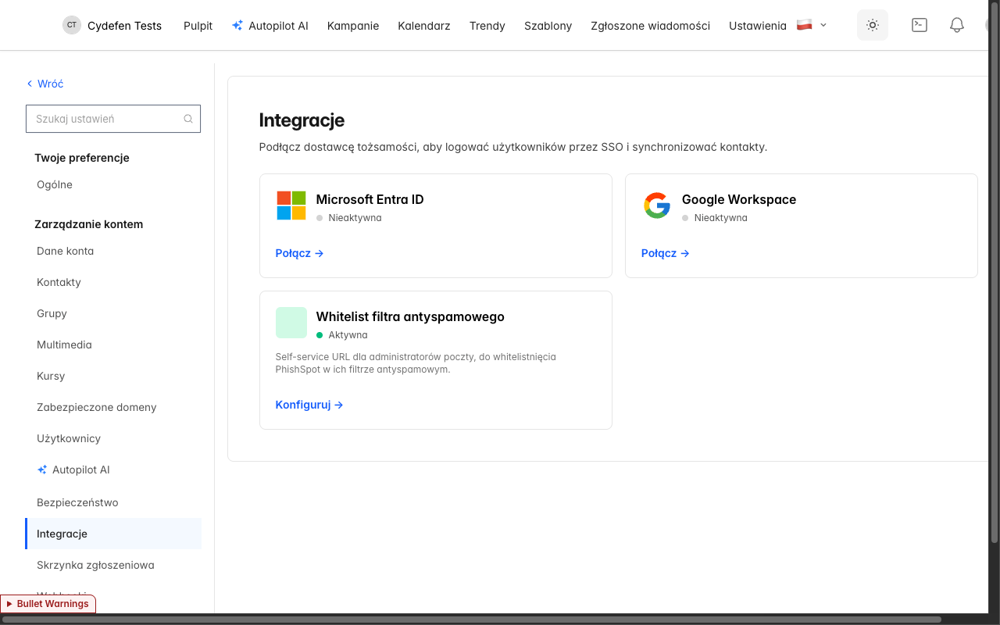 CT
Cydefen Tests
Pulpit
Autopilot AI
Kampanie
Kalendarz
Trendy
Szablony
Zgłoszone wiadomości
Ustawienia
Wróć
Szukaj ustawień
Twoje preferencje
Ogólne
Zarządzanie kontem
Dane konta
Kontakty
Grupy
Multimedia
Kursy
Zabezpieczone domeny
Użytkownicy
Autopilot AI
Bezpieczeństwo
Integracje
Skrzynka zgłoszeniowa
Bullet Warnings
Integracje
Podłącz dostawcę tożsamości, aby logować użytkowników przez SSO i synchronizować kontakty.
Microsoft Entra ID
Nieaktywna
Połącz →
Google Workspace
Nieaktywna
Połącz →
Whitelist filtra antyspamowego
Aktywna
Self-service URL dla administratorów poczty, do whitelistnięcia
PhishSpot w ich filtrze antyspamowym.
Konfiguruj →